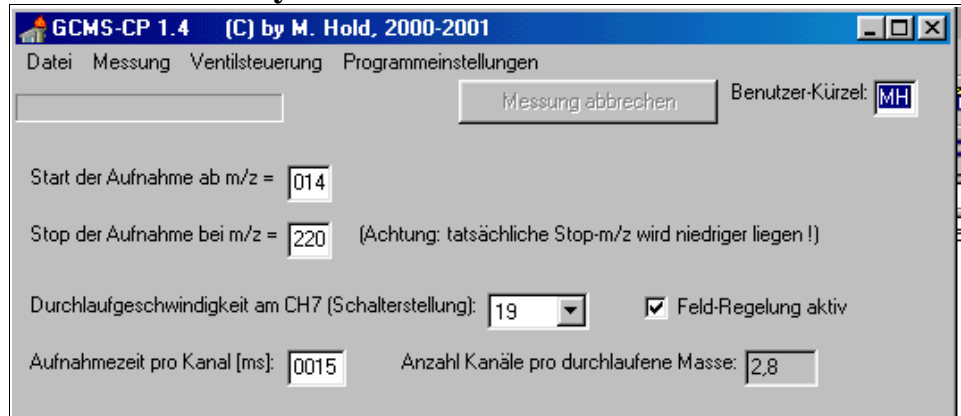 GCMS-CP 1.4 (C) by M. Hold, 2000-2001
Datei Messung Ventilsteuerung Programmeinstellungen
Messung abbrechen Benutzer-Kürzel: MH
Start der Aufnahme ab m/z = 014
Stop der Aufnahme bei m/z = 220 (Achtung: tatsächliche Stop-m/z wird niedriger liegen !)
Durchlaufgeschwindigkeit am CH7 (Schalterstellung): 19 Feld-Regelung aktiv
Aufnahmezeit pro Kanal [ms]: 0015 Anzahl Kanäle pro durchlaufene Masse: 2,8